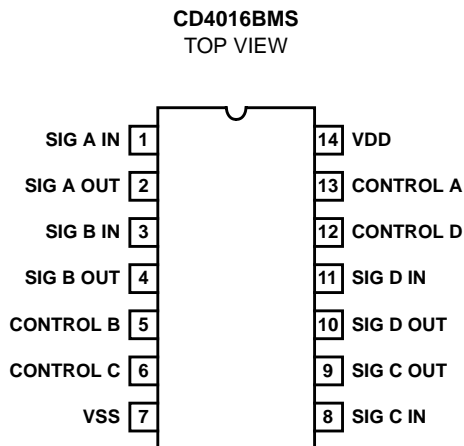 CD4016BMS
TOP VIEW
SIG A IN 1 14 VDD
SIG A OUT 2 13 CONTROL A
SIG B IN 3 12 CONTROL D
SIG B OUT 4 11 SIG D IN
CONTROL B 5 10 SIG D OUT
CONTROL C 6 9 SIG C OUT
VSS 7 8 SIG C IN